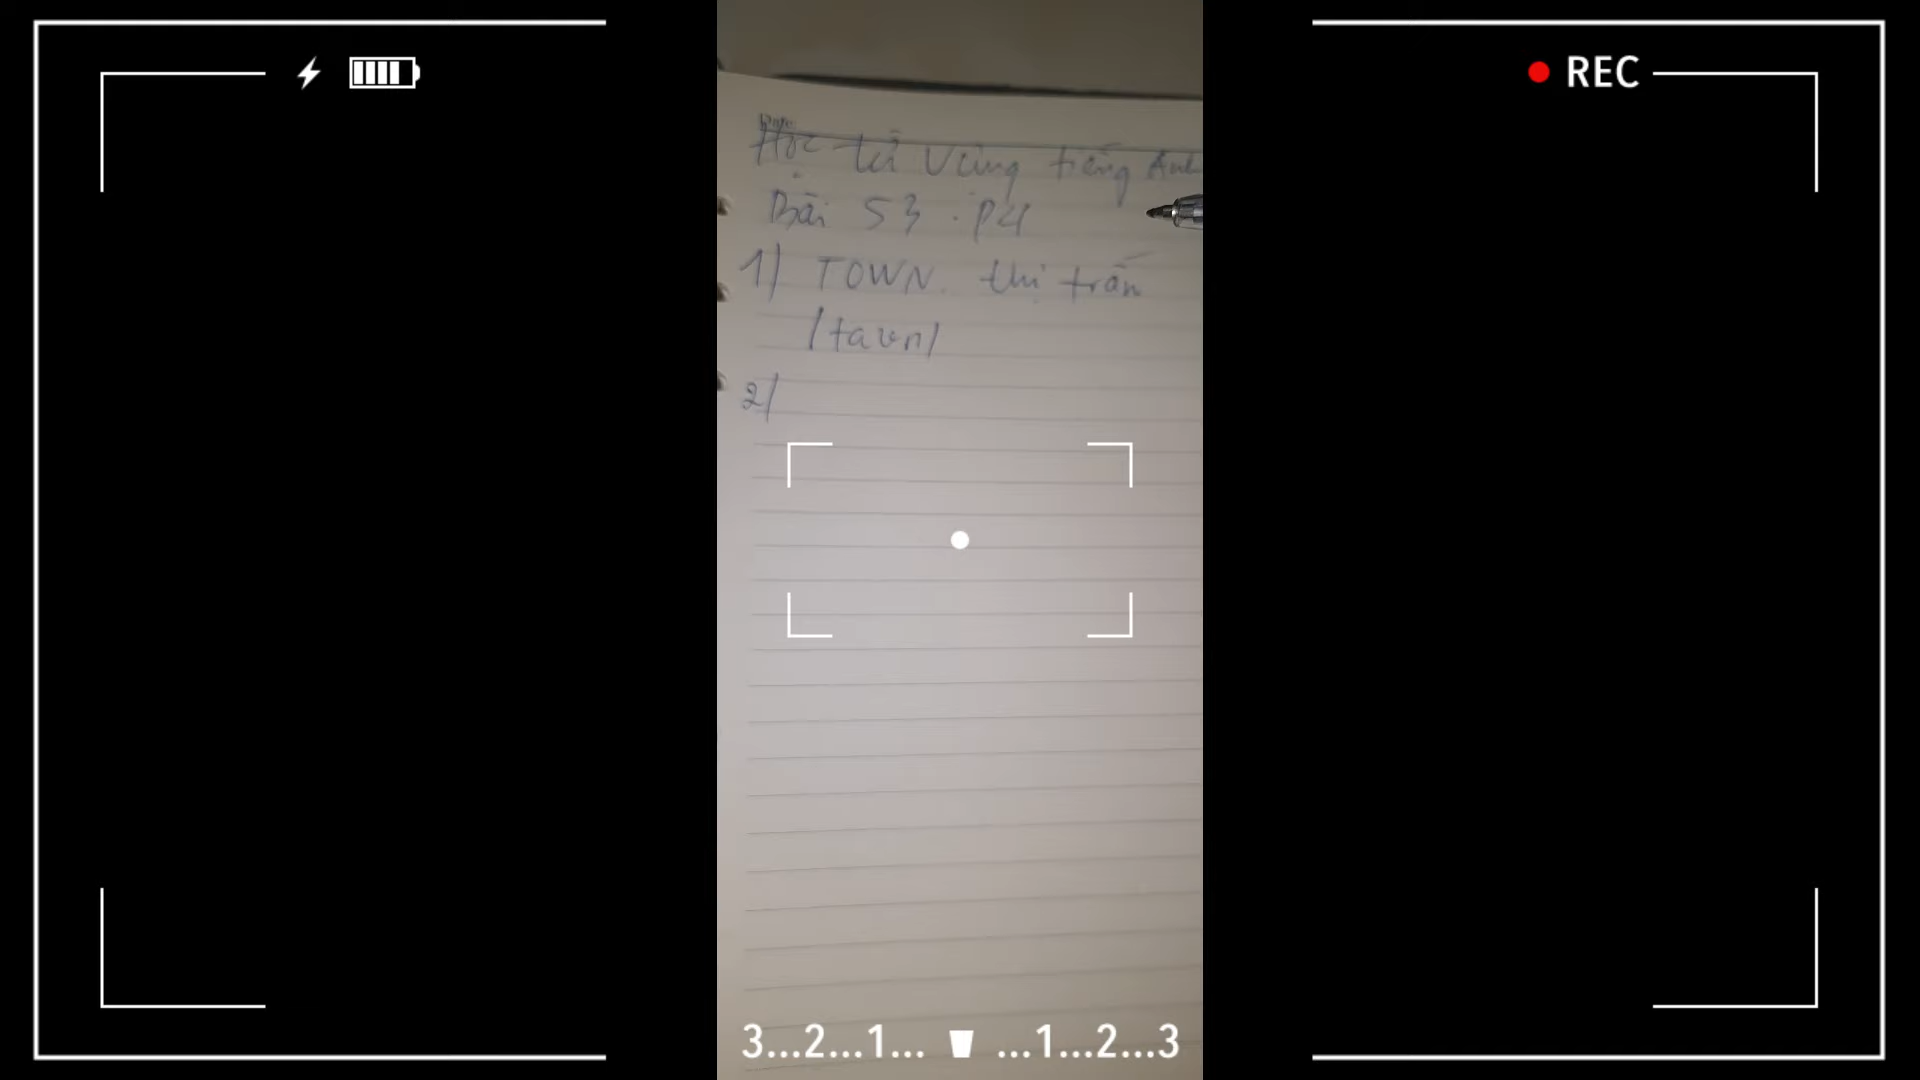 REC
Học từ vựng tiếng Anh
Bài 53. P4
1) TOWN. thị trấn
/taʊn/
2/
3...2...1... ...1...2...3